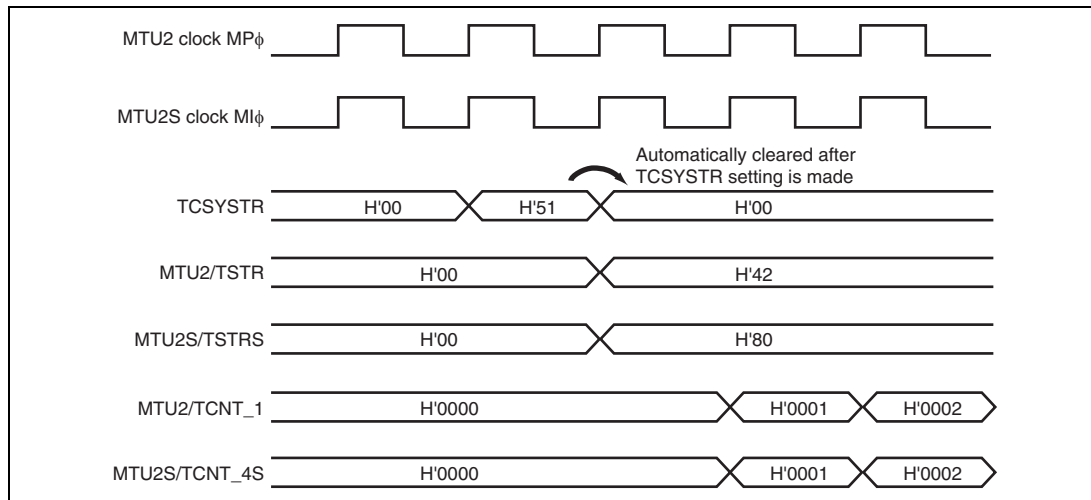 MTU2 clock MPϕ
MTU2S clock MIϕ
Automatically cleared after
TCSYSTR setting is made
TCSYSTR H'00 H'51 H'00
MTU2/TSTR H'00 H'42
MTU2S/TSTRS H'00 H'80
MTU2/TCNT_1 H'0000 H'0001 H'0002
MTU2S/TCNT_4S H'0000 H'0001 H'0002